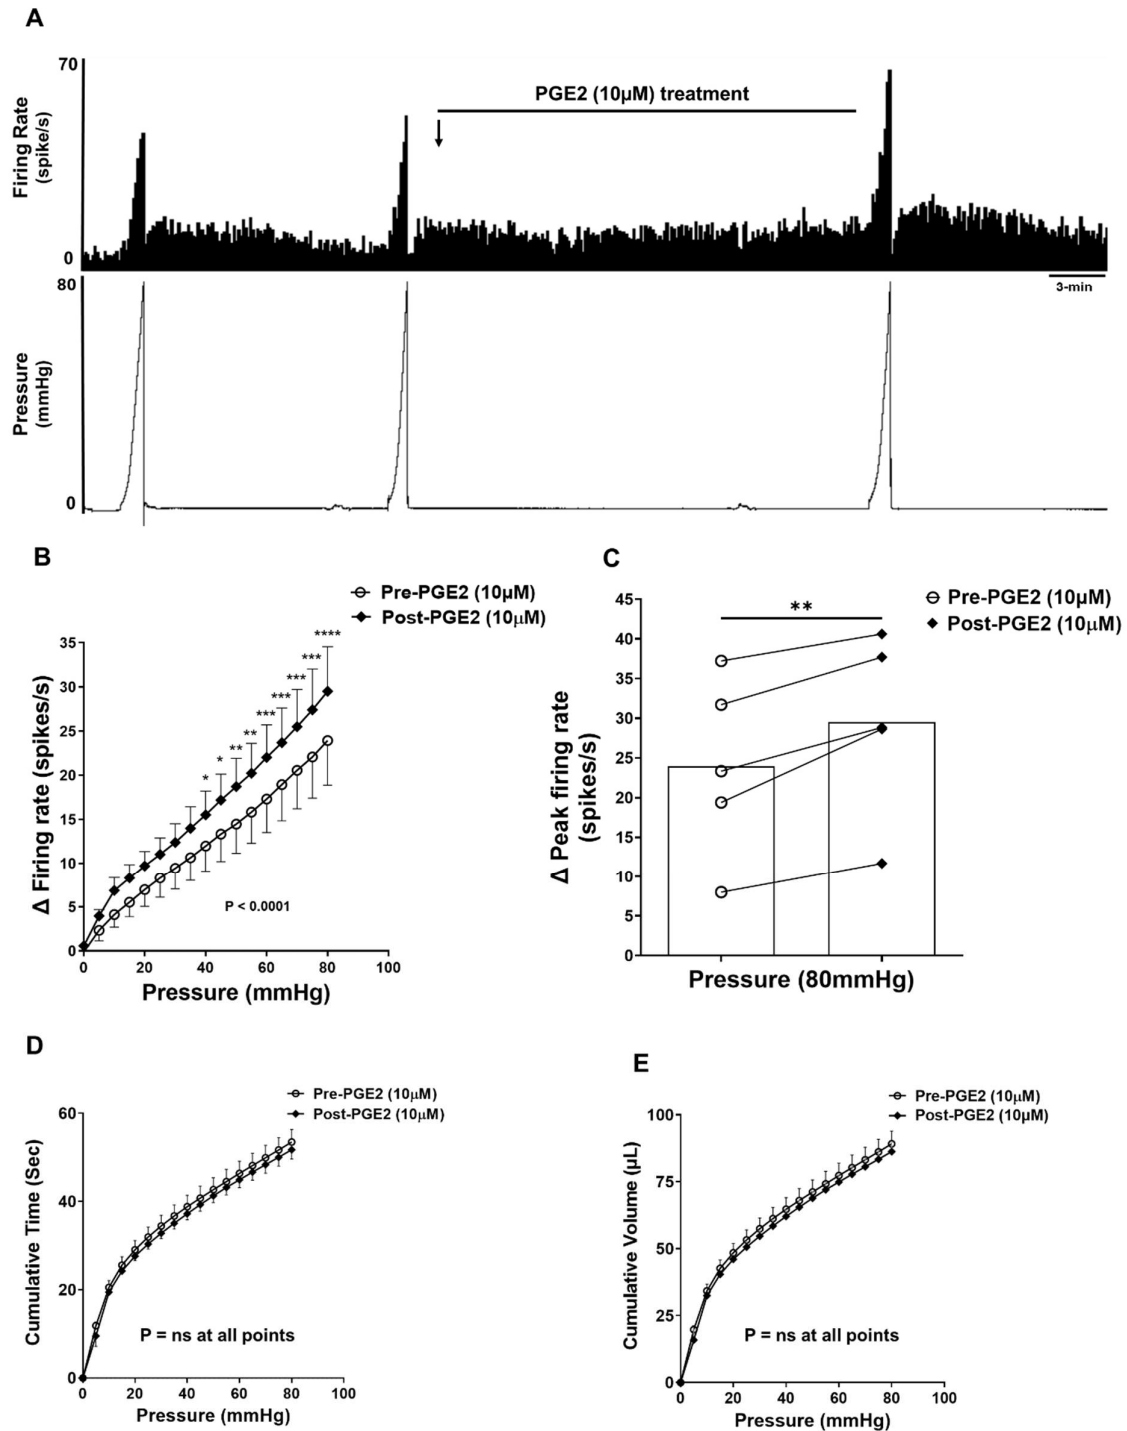 A
70
Firing Rate
(spike/s)
0
PGE2 (10µM) treatment
3-min
80
Pressure
(mmHg)
0
B
Pre-PGE2 (10µM)
Post-PGE2 (10µM)
Δ Firing rate (spikes/s)
35
30
25
20
15
10
5
0
* * ** ** *** *** *** *** ****
P < 0.0001
0 20 40 60 80 100
Pressure (mmHg)
C
Pre-PGE2 (10µM)
Post-PGE2 (10µM)
**
Δ Peak firing rate
(spikes/s)
45
40
35
30
25
20
15
10
5
0
Pressure (80mmHg)
D
Pre-PGE2 (10µM)
Post-PGE2 (10µM)
Cumulative Time (Sec)
60
40
20
0
P = ns at all points
0 20 40 60 80 100
Pressure (mmHg)
E
Pre-PGE2 (10µM)
Post-PGE2 (10µM)
Cumulative Volume (µL)
100
75
50
25
0
P = ns at all points
0 20 40 60 80 100
Pressure (mmHg)